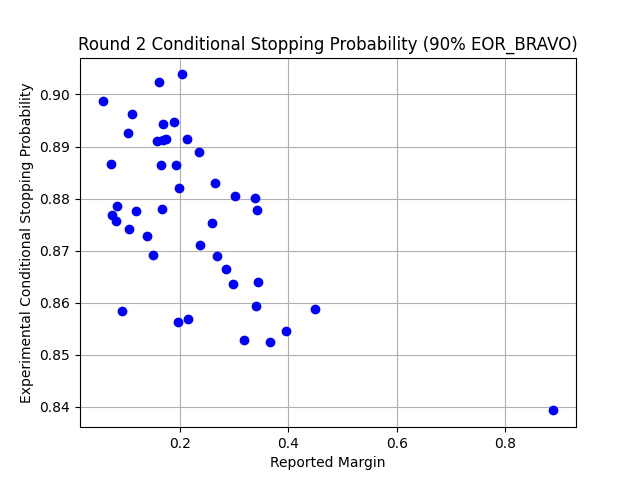 Round 2 Conditional Stopping Probability (90% EOR_BRAVO)
Experimental Conditional Stopping Probability
0.90
0.89
0.88
0.87
0.86
0.85
0.84
0.2 0.4 0.6 0.8
Reported Margin